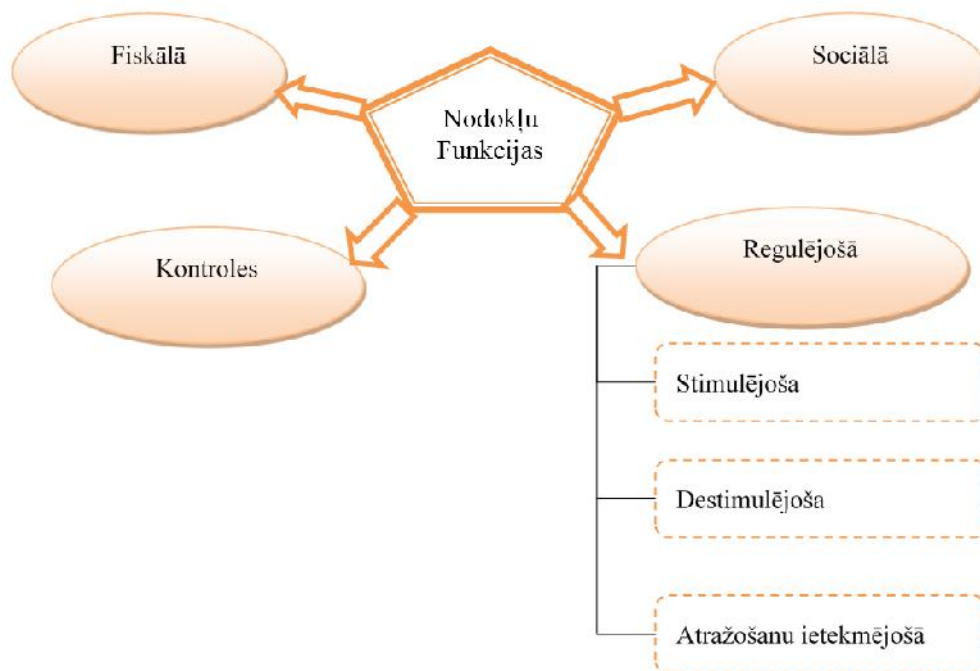 Fiskālā
Sociālā
Nodokļu
Funkcijas
Kontroles
Regulējošā
Stimulējoša
Destimulējoša
Atražošanu ietekmējošā